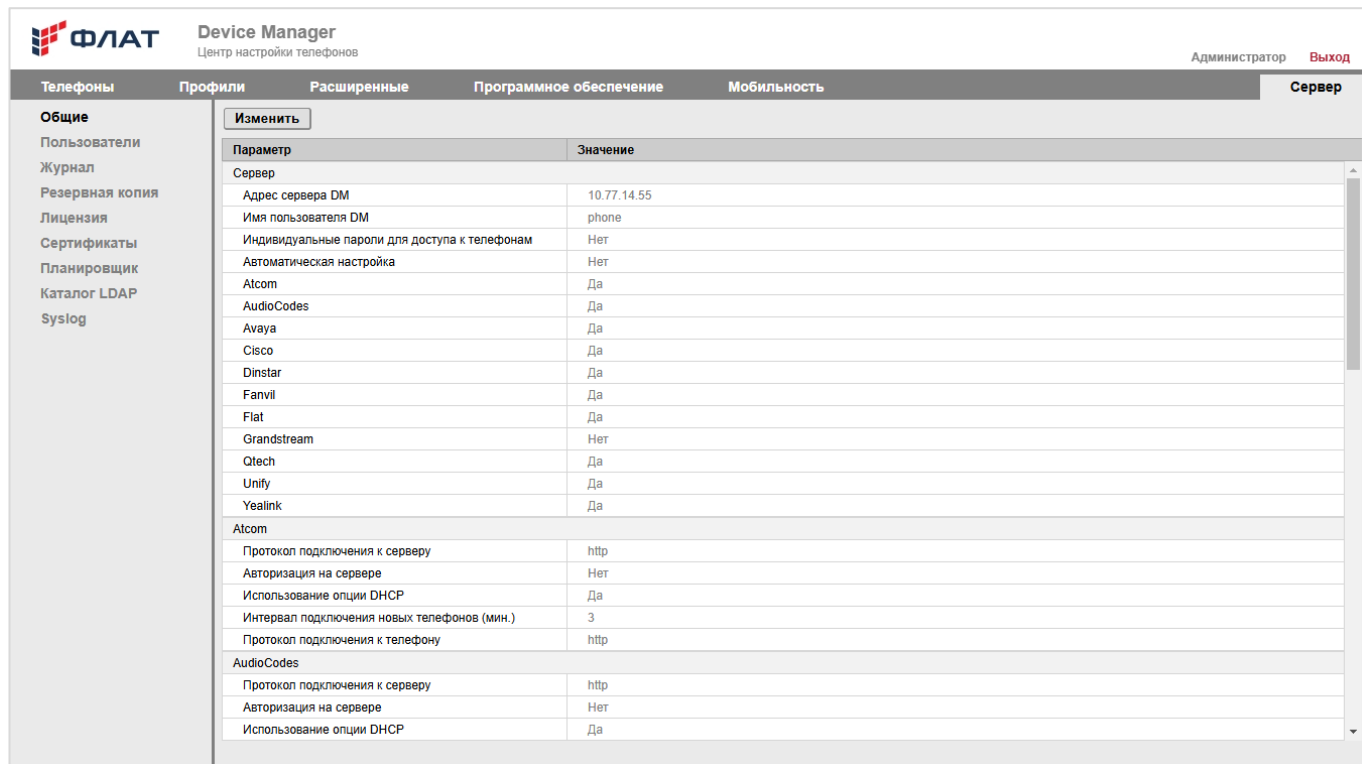 ФЛАТ
Device Manager
Центр настройки телефонов
Администратор Выход
Телефоны Профили Расширенные Программное обеспечение Мобильность Сервер
Общие
Пользователи
Журнал
Резервная копия
Лицензия
Сертификаты
Планировщик
Каталог LDAP
Syslog
Изменить
Параметр Значение
Сервер
Адрес сервера DM 10.77.14.55
Имя пользователя DM phone
Индивидуальные пароли для доступа к телефонам Нет
Автоматическая настройка Нет
Atcom Да
AudioCodes Да
Avaya Да
Cisco Да
Dinstar Да
Fanvil Да
Flat Да
Grandstream Нет
Qtech Да
Unify Да
Yealink Да
Atcom
Протокол подключения к серверу http
Авторизация на сервере Нет
Использование опции DHCP Да
Интервал подключения новых телефонов (мин.) 3
Протокол подключения к телефону http
AudioCodes
Протокол подключения к серверу http
Авторизация на сервере Нет
Использование опции DHCP Да